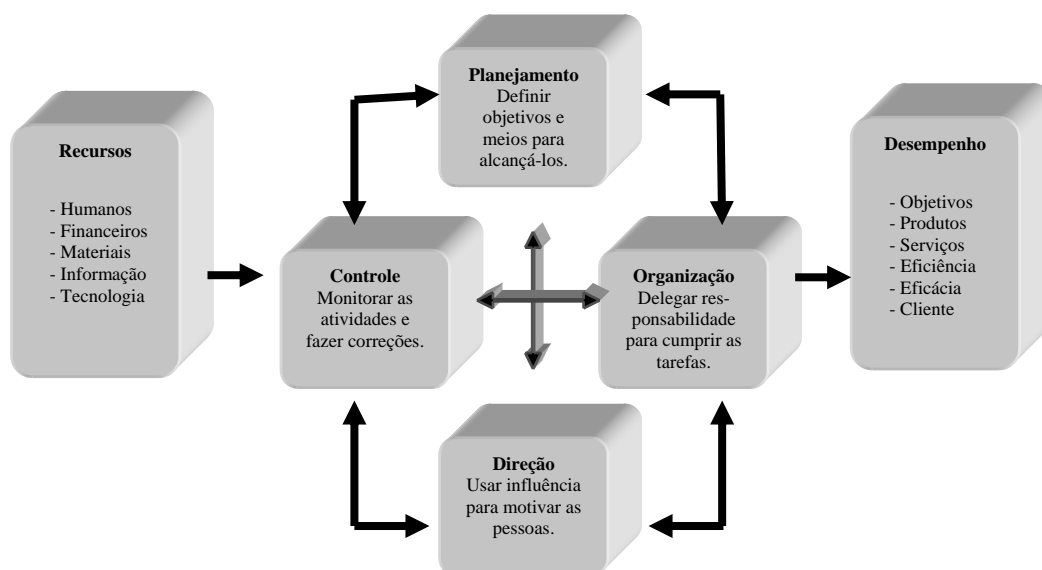 Planejamento
Definir
objetivos e
meios para
alcançá-los.
Recursos
- Humanos
- Financeiros
- Materiais
- Informação
- Tecnologia
Controle
Monitorar as
atividades e
fazer correções.
Organização
Delegar res-
ponsabilidade
para cumprir as
tarefas.
Desempenho
- Objetivos
- Produtos
- Serviços
- Eficiência
- Eficácia
- Cliente
Direção
Usar influência
para motivar as
pessoas.